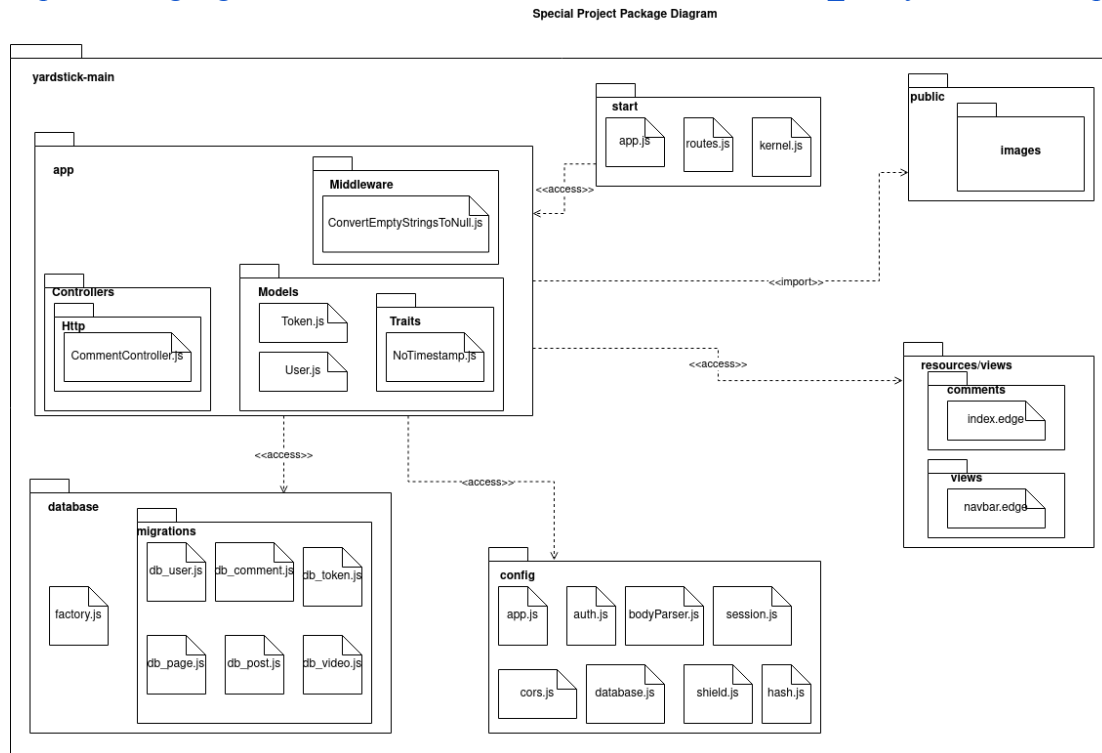 Special Project Package Diagram
yardstick-main
start
app.js
routes.js
kernel.js
public
images
app
Middleware
ConvertEmptyStringsToNull.js
<<access>>
<<import>>
Controllers
Http
CommentController.js
Models
Token.js
User.js
Traits
NoTimestamp.js
<<access>>
resources/views
comments
index.edge
views
navbar.edge
<<access>>
<access>>
database
migrations
db_user.js
db_comment.js
db_token.js
factory.js
db_page.js
db_post.js
db_video.js
config
app.js
auth.js
bodyParser.js
session.js
cors.js
database.js
shield.js
hash.js